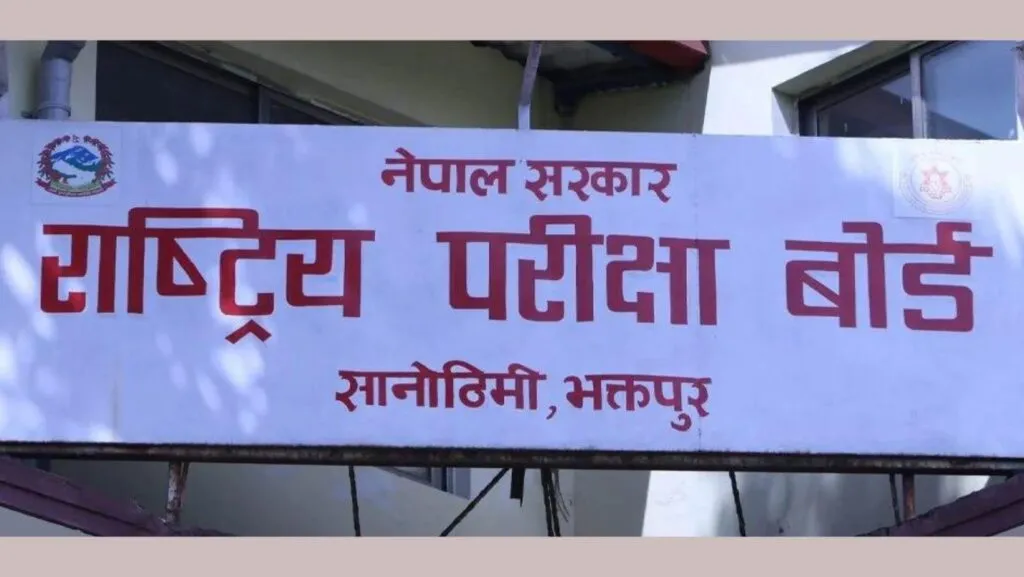 नेपाल सरकार
राष्ट्रिय परीक्षा बोर्ड
सानोठिमी, भक्तपुर